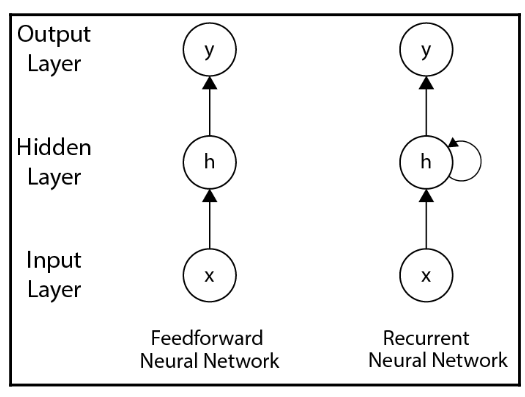 Output
Layer
y
y
Hidden
Layer
h
h
Input
Layer
x
x
Feedforward
Neural Network
Recurrent
Neural Network